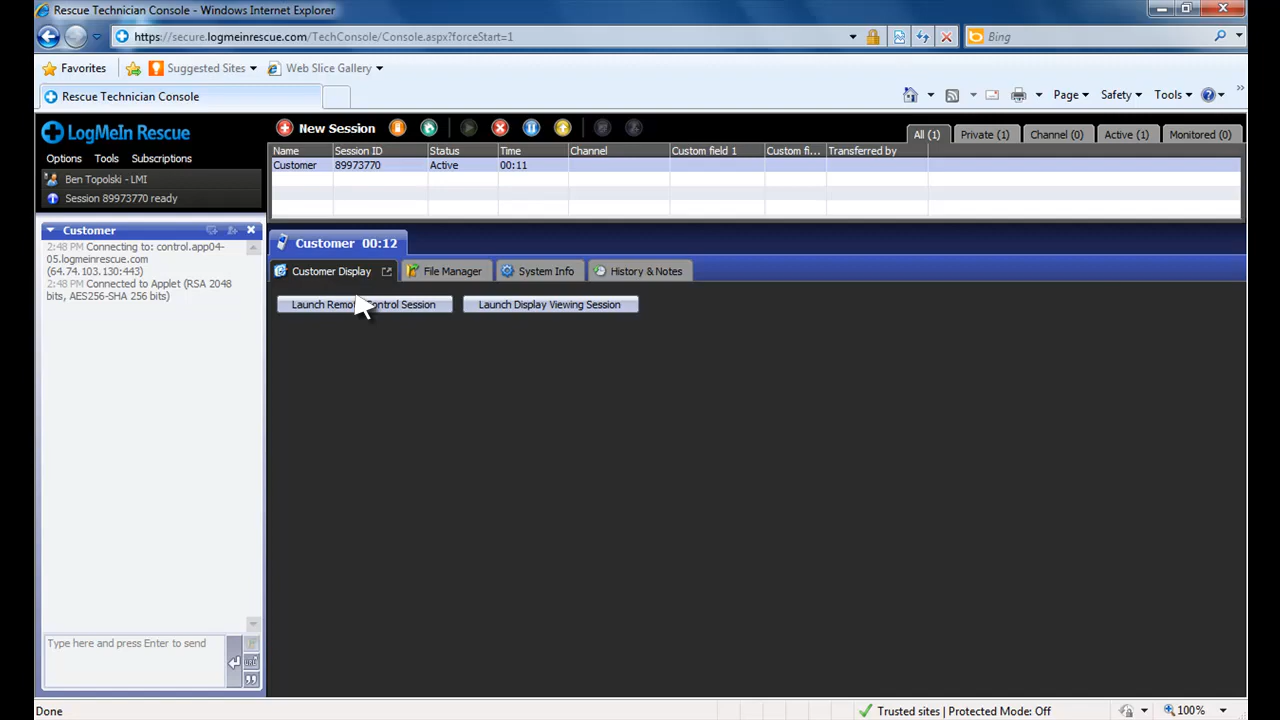 Rescue Technician Console - Windows Internet Explorer
https://secure.logmeinrescue.com/TechConsole/Console.aspx?forceStart=1
Bing
Favorites
Suggested Sites
Web Slice Gallery
Rescue Technician Console
Page
Safety
Tools
LogMeIn Rescue
New Session
All (1)
Private (1)
Channel (0)
Active (1)
Monitored (0)
Options
Tools
Subscriptions
Name
Session ID
Status
Time
Channel
Custom field 1
Custom fi...
Transferred by
Customer
89973770
Active
00:11
Ben Topolski - LMI
Session 89973770 ready
Customer
2:48 PM Connecting to: control.app04-
05.logmeinrescue.com
(64.74.103.130:443)
2:48 PM Connected to Applet (RSA 2048
bits, AES256-SHA 256 bits)
Customer 00:12
Customer Display
File Manager
System Info
History & Notes
Launch Remote Control Session
Launch Display Viewing Session
Type here and press Enter to send
Done
Trusted sites | Protected Mode: Off
100%